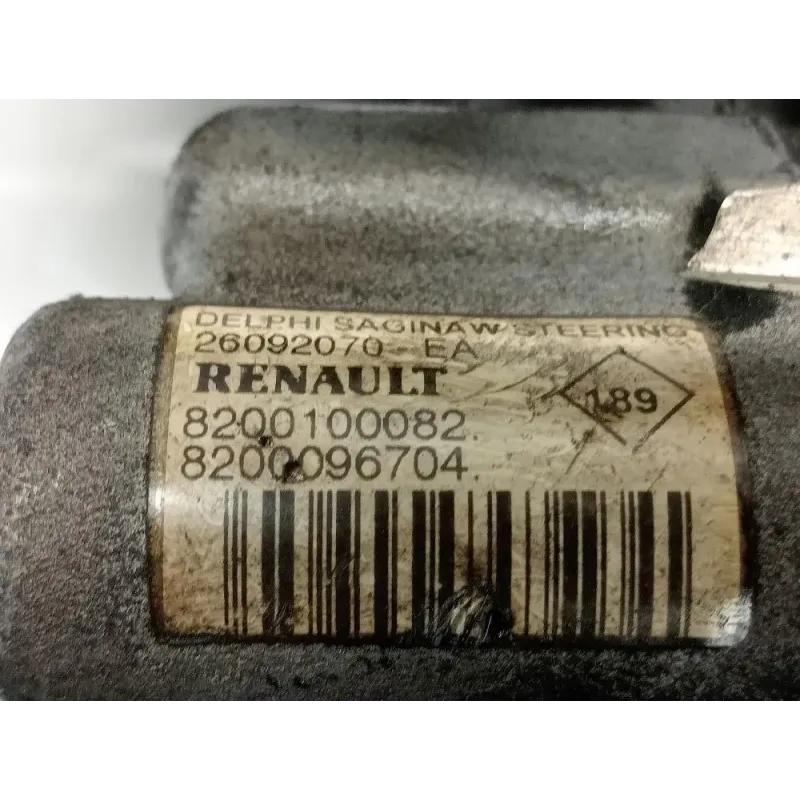 DELPHI SAGINAW STEERING
26092070-EA
RENAULT
189
8200100082.
8200096704.